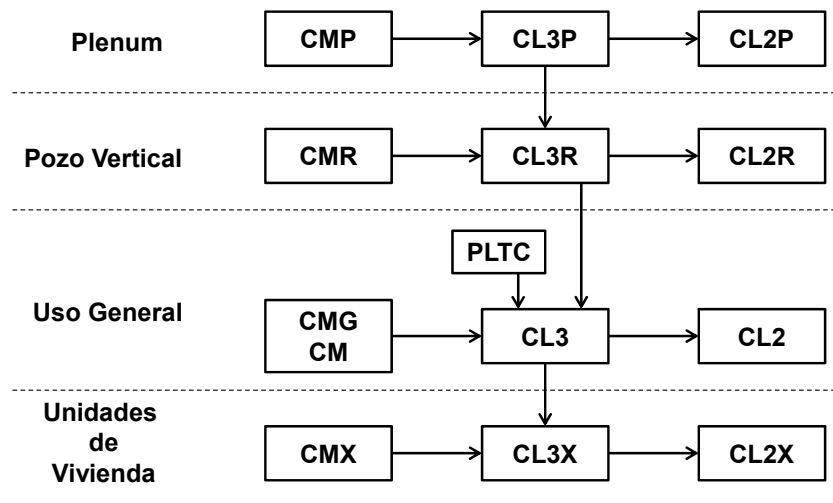 Plenum
CMP
CL3P
CL2P
Pozo Vertical
CMR
CL3R
CL2R
PLTC
Uso General
CMG
CM
CL3
CL2
Unidades
de
Vivienda
CMX
CL3X
CL2X